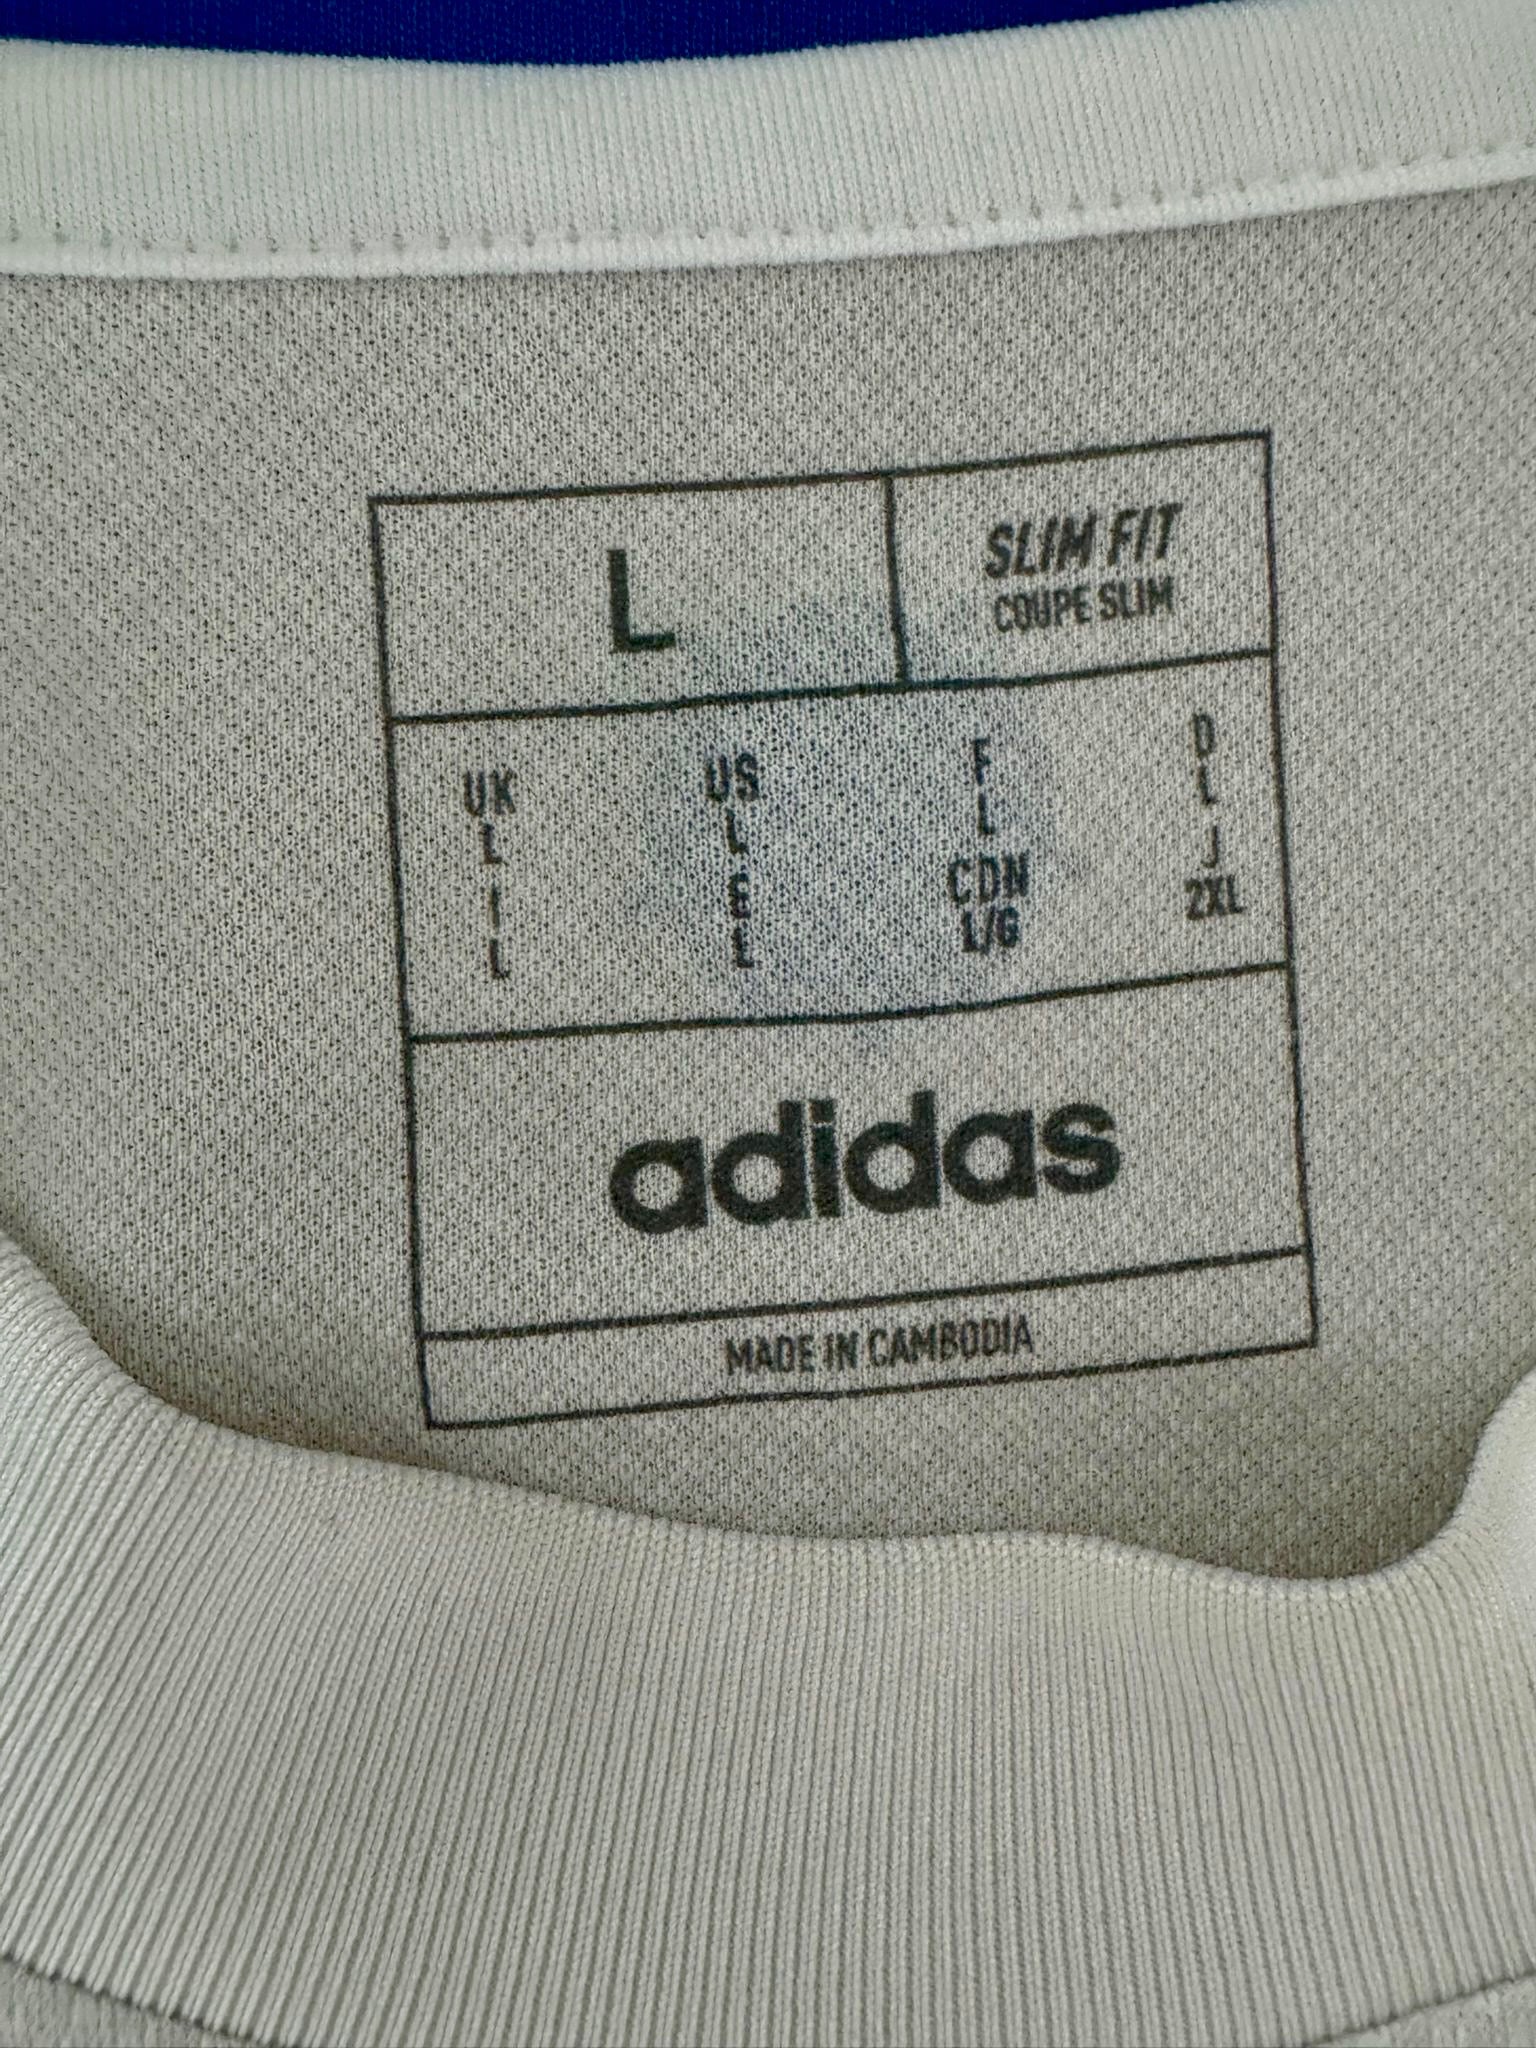 L
SLIM FIT
COUPE SLIM
UK US F D
L L L L
I E CDN J
L L L/G 2XL
adidas
MADE IN CAMBODIA